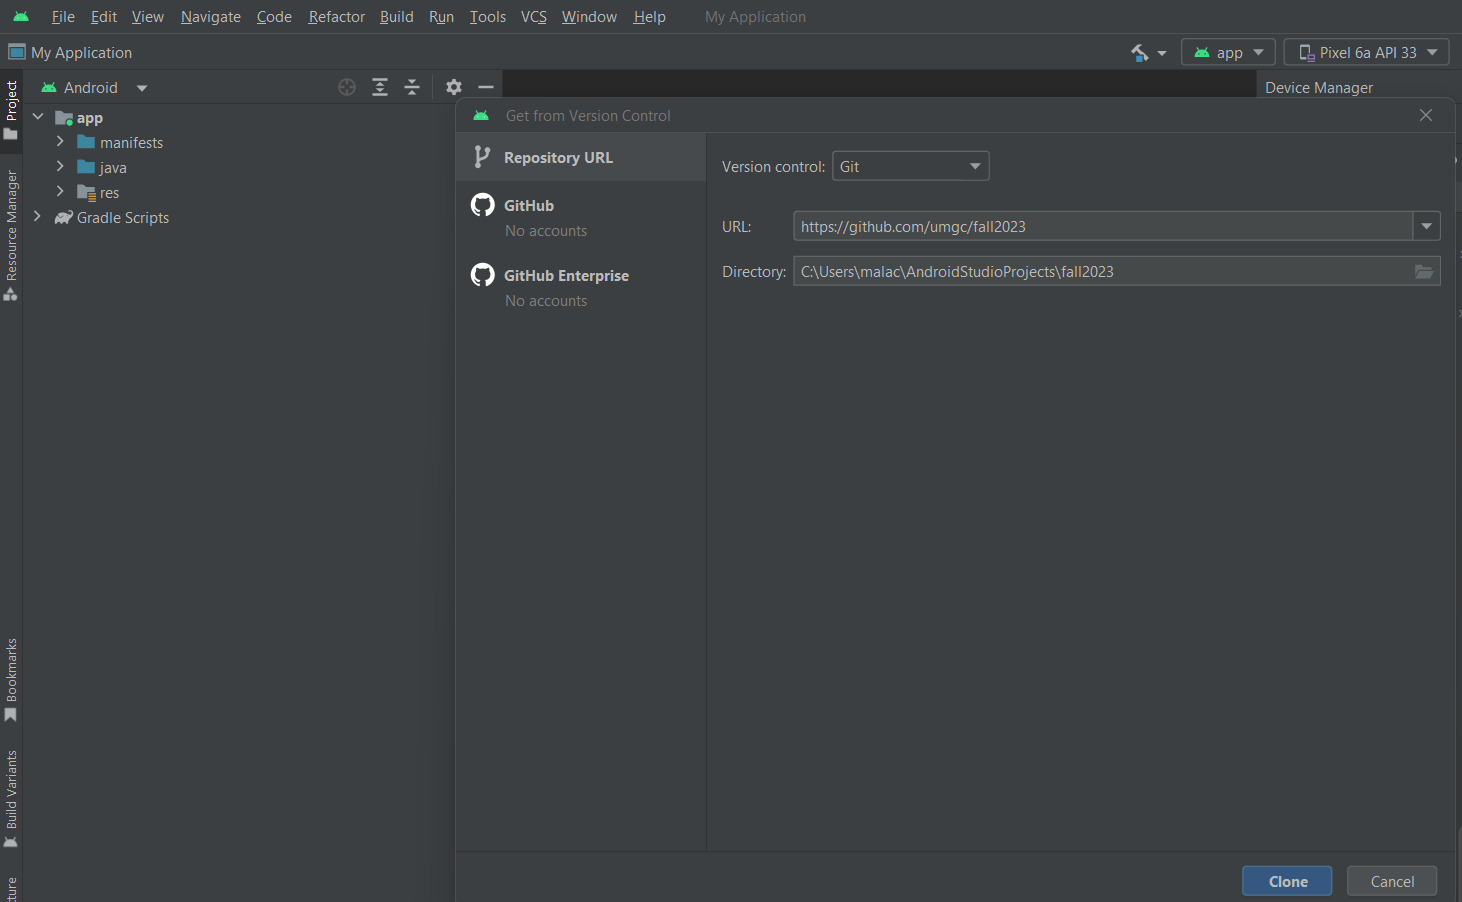 File Edit View Navigate Code Refactor Build Run Tools VCS Window Help My Application
My Application
app
Pixel 6a API 33
Project
Android
Device Manager
app
manifests
java
res
Gradle Scripts
Resource Manager
Bookmarks
Build Variants
Get from Version Control
Repository URL
GitHub
No accounts
GitHub Enterprise
No accounts
Version control: Git
URL: https://github.com/umgc/fall2023
Directory: C:\Users\malac\AndroidStudioProjects\fall2023
Clone
Cancel